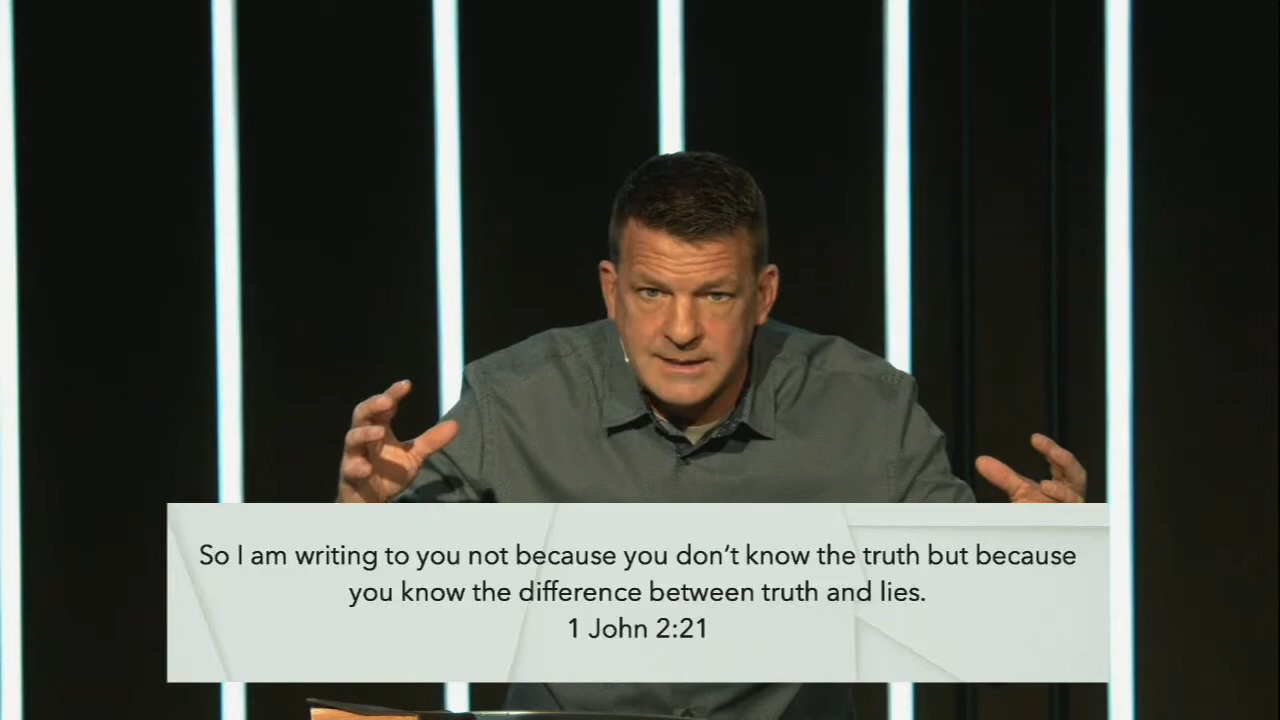 So I am writing to you not because you don’t know the truth but because
you know the difference between truth and lies.
1 John 2:21